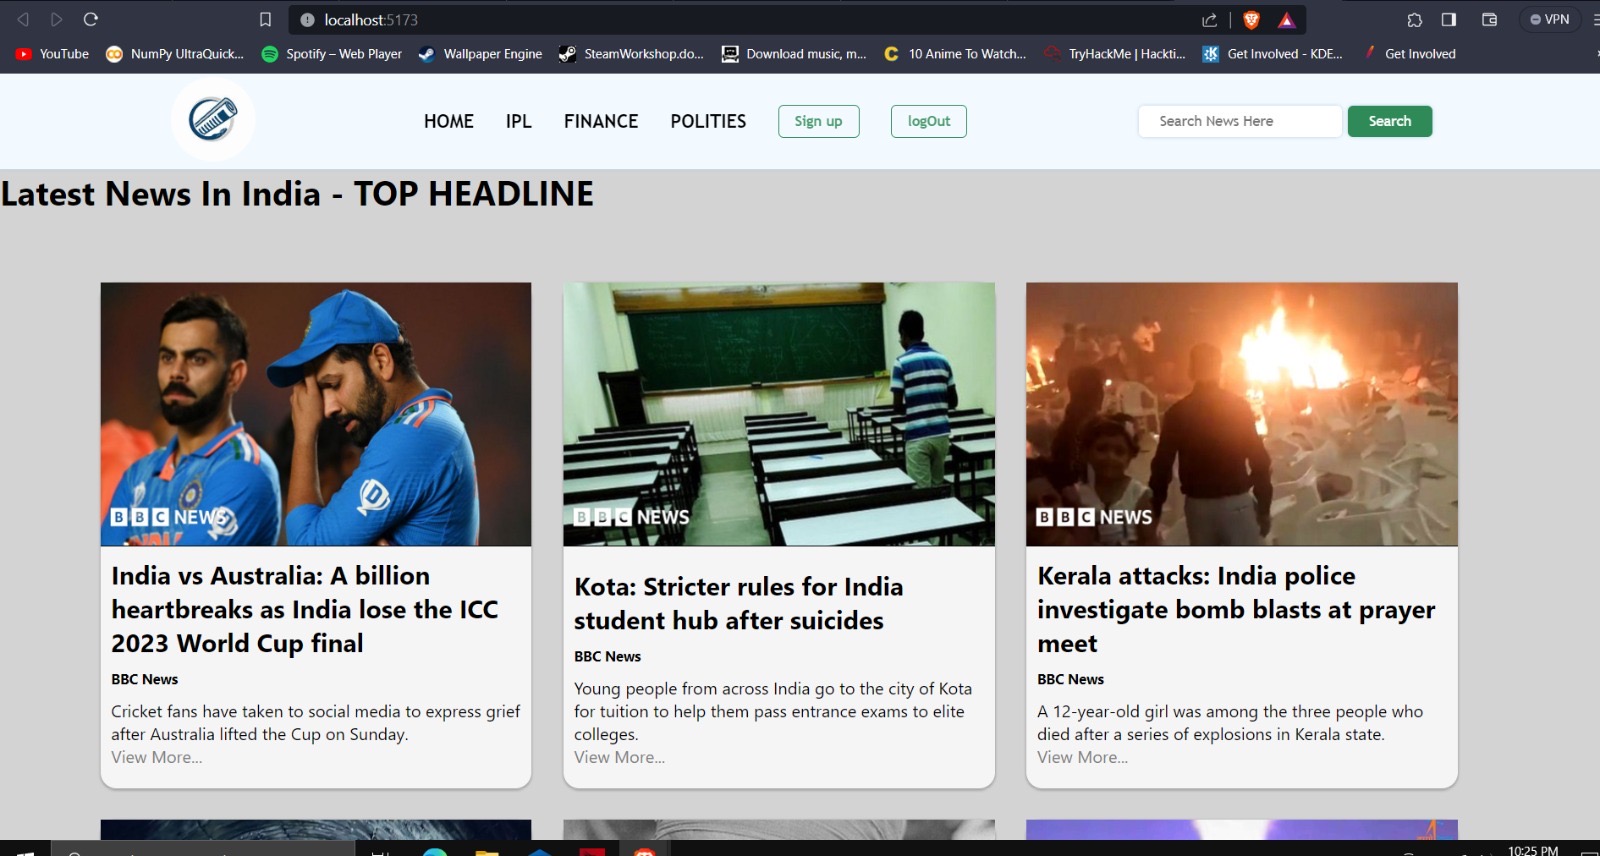 localhost:5173
VPN
YouTube
NumPy UltraQuick...
Spotify – Web Player
Wallpaper Engine
SteamWorkshop.do...
Download music, m...
10 Anime To Watch...
TryHackMe | Hackti...
Get Involved - KDE...
Get Involved
HOME
IPL
FINANCE
POLITIES
Sign up
logOut
Search News Here
Search
Latest News In India - TOP HEADLINE
BBC NEWS
India vs Australia: A billion
heartbreaks as India lose the ICC
2023 World Cup final
BBC News
Cricket fans have taken to social media to express grief
after Australia lifted the Cup on Sunday.
View More...
BBC NEWS
Kota: Stricter rules for India
student hub after suicides
BBC News
Young people from across India go to the city of Kota
for tuition to help them pass entrance exams to elite
colleges.
View More...
BBC NEWS
Kerala attacks: India police
investigate bomb blasts at prayer
meet
BBC News
A 12-year-old girl was among the three people who
died after a series of explosions in Kerala state.
View More...
10:25 PM